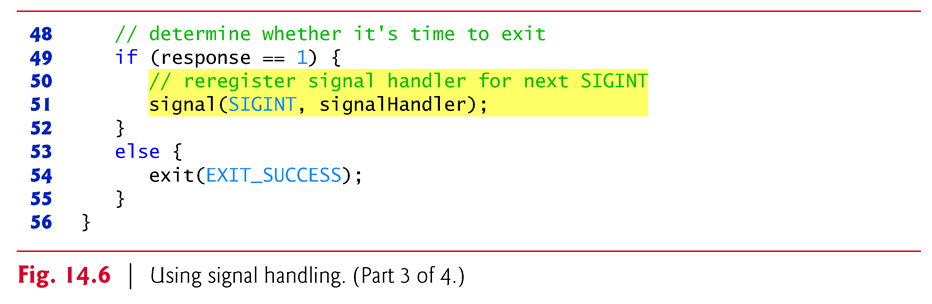 48 // determine whether it's time to exit
49 if (response == 1) {
50 // reregister signal handler for next SIGINT
51 signal(SIGINT, signalHandler);
52 }
53 else {
54 exit(EXIT_SUCCESS);
55 }
56 }
Fig. 14.6 | Using signal handling. (Part 3 of 4.)